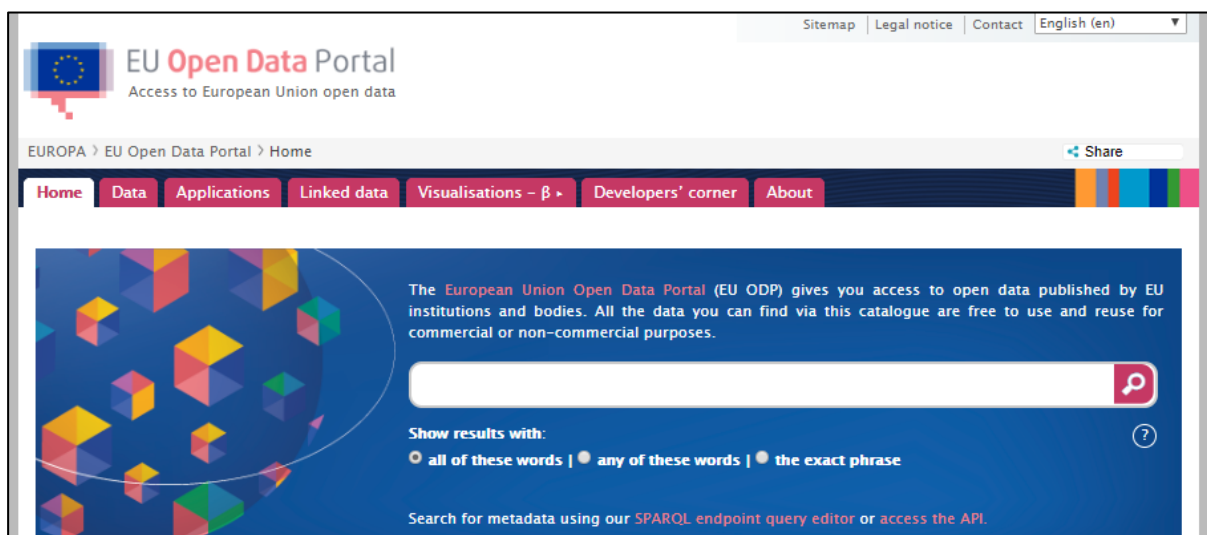 Sitemap | Legal notice | Contact English (en)
EU Open Data Portal
Access to European Union open data
EUROPA > EU Open Data Portal > Home
Share
Home Data Applications Linked data Visualisations – β Developers' corner About
The European Union Open Data Portal (EU ODP) gives you access to open data published by EU
institutions and bodies. All the data you can find via this catalogue are free to use and reuse for
commercial or non-commercial purposes.
Show results with:
?
all of these words | any of these words | the exact phrase
Search for metadata using our SPARQL endpoint query editor or access the API.